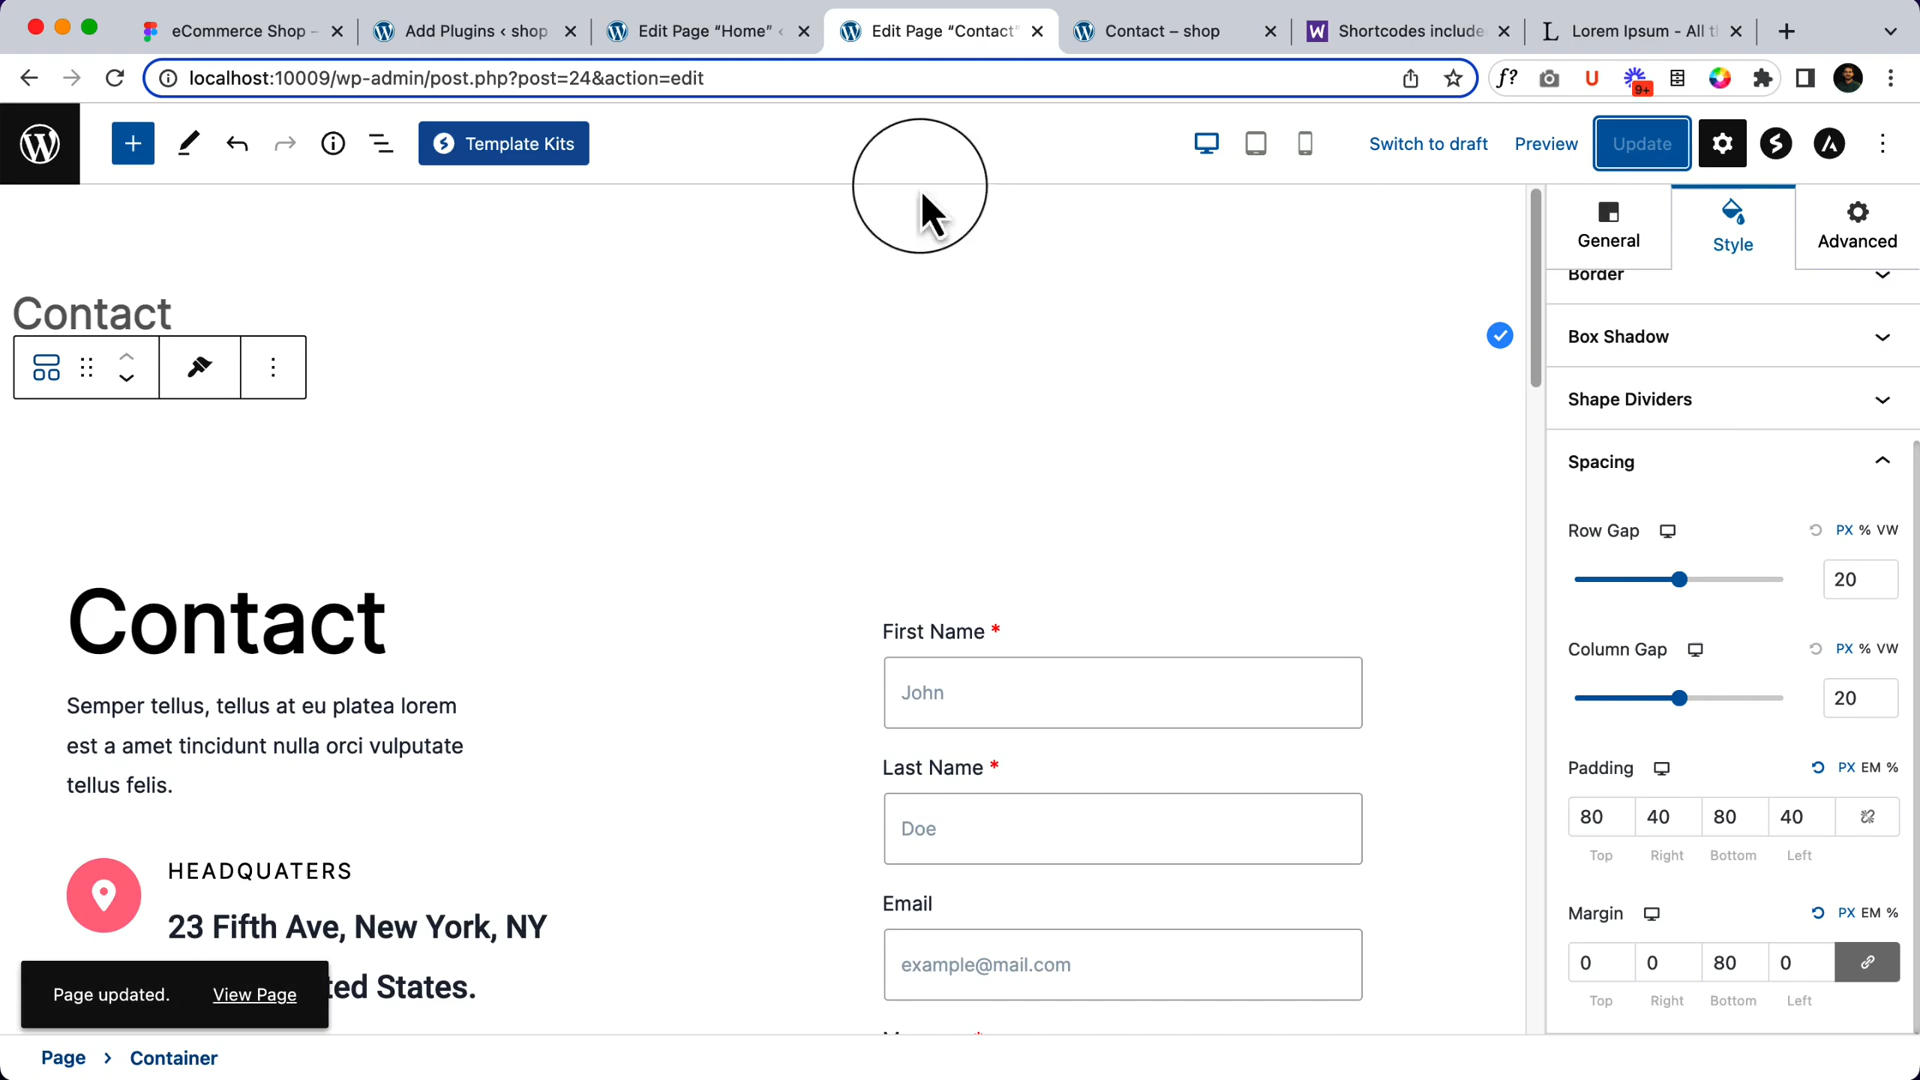 eCommerce Shop -
Add Plugins ‹ shop
Edit Page “Home” ‹
Edit Page “Contact”
Contact – shop
Shortcodes include
Lorem Ipsum - All t
localhost:10009/wp-admin/post.php?post=24&action=edit
f?
U
9+
Template Kits
Switch to draft
Preview
Update
General
Style
Advanced
Border
Box Shadow
Shape Dividers
Spacing
Row Gap
PX % VW
20
Column Gap
PX % VW
20
Padding
PX EM %
80 40 80 40
Top Right Bottom Left
Margin
PX EM %
0 0 80 0
Top Right Bottom Left
Contact
Contact
Semper tellus, tellus at eu platea lorem
est a amet tincidunt nulla orci vulputate
tellus felis.
HEADQUATERS
23 Fifth Ave, New York, NY
ted States.
First Name *
John
Last Name *
Doe
Email
example@mail.com
Page updated.
View Page
Page › Container